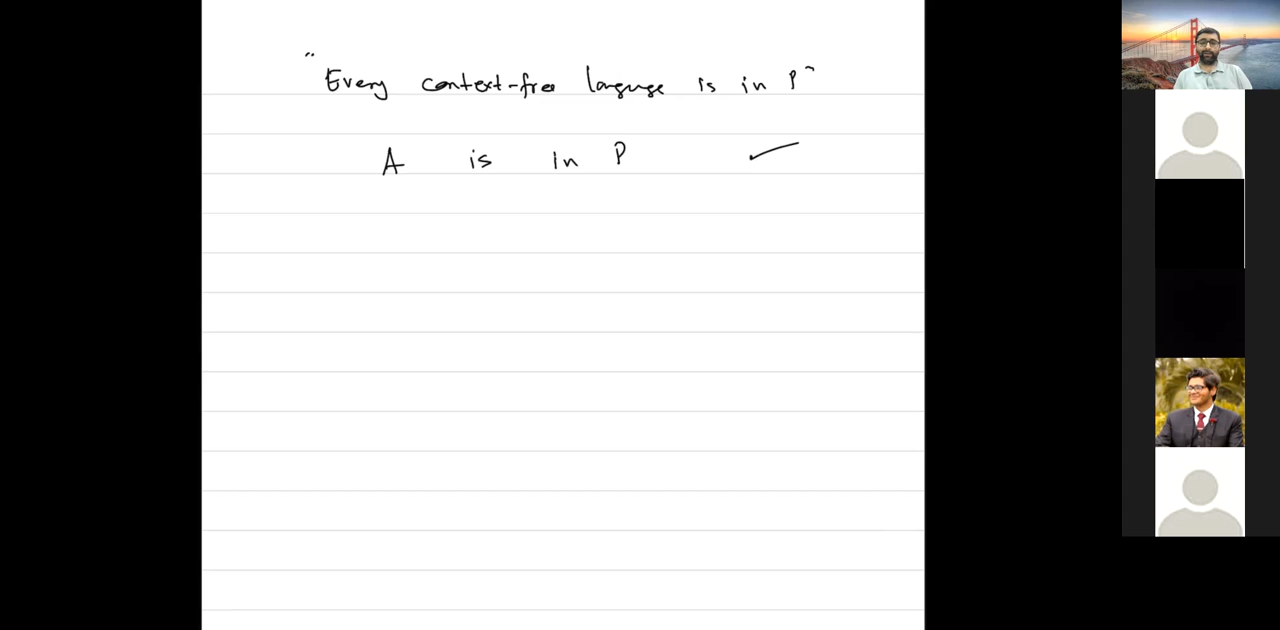 "Every context-free language is in P"
A is in P ✓